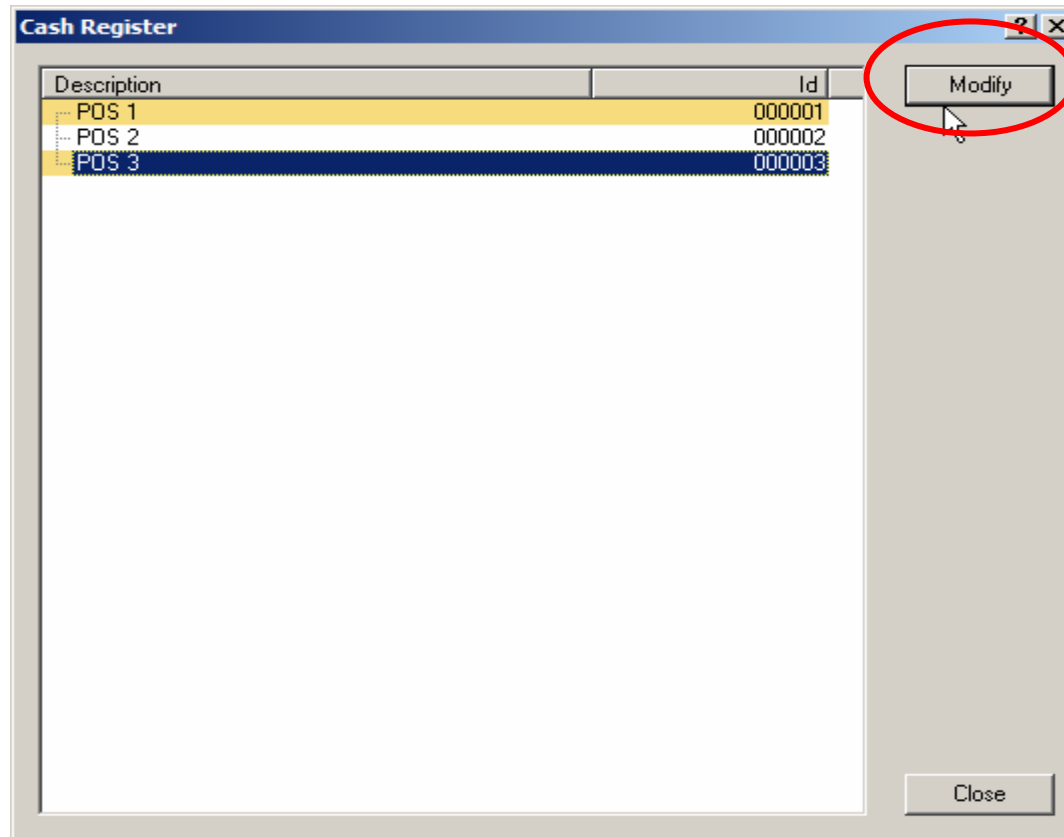 Cash Register ? X
Description Id Modify
POS 1 000001
POS 2 000002
POS 3 000003
Close